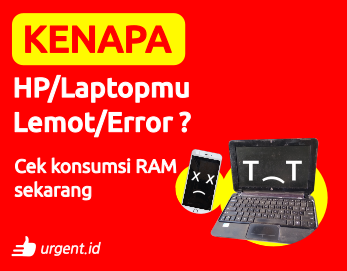 KENAPA
HP/Laptopmu
Lemot/Error ?
Cek konsumsi RAM
sekarang
x x
T T
urgent.id